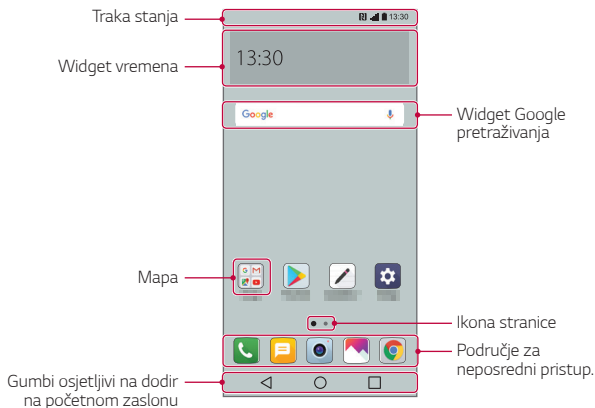 Traka stanja
13:30
Widget vremena
13:30
Google
Widget Google
pretraživanja
Mapa
Ikona stranice
Područje za
neposredni pristup.
Gumbi osjetljivi na dodir
na početnom zaslonu